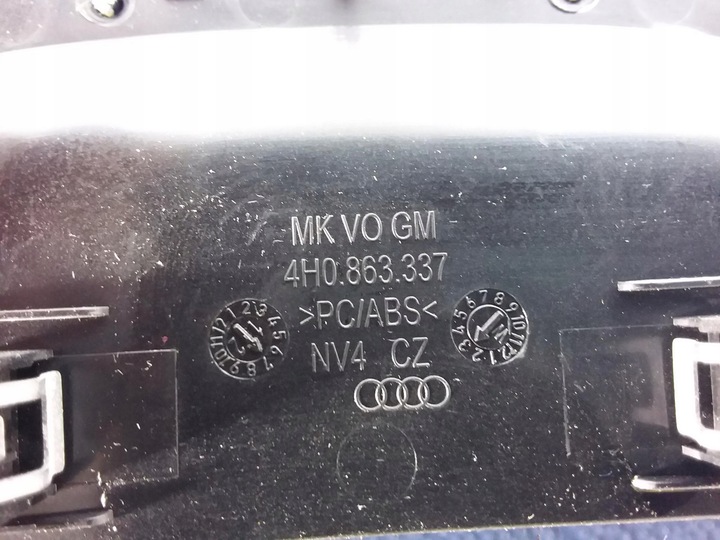 MK VO GM
4H0.863.337
>PC/ABS<
NV4 CZ